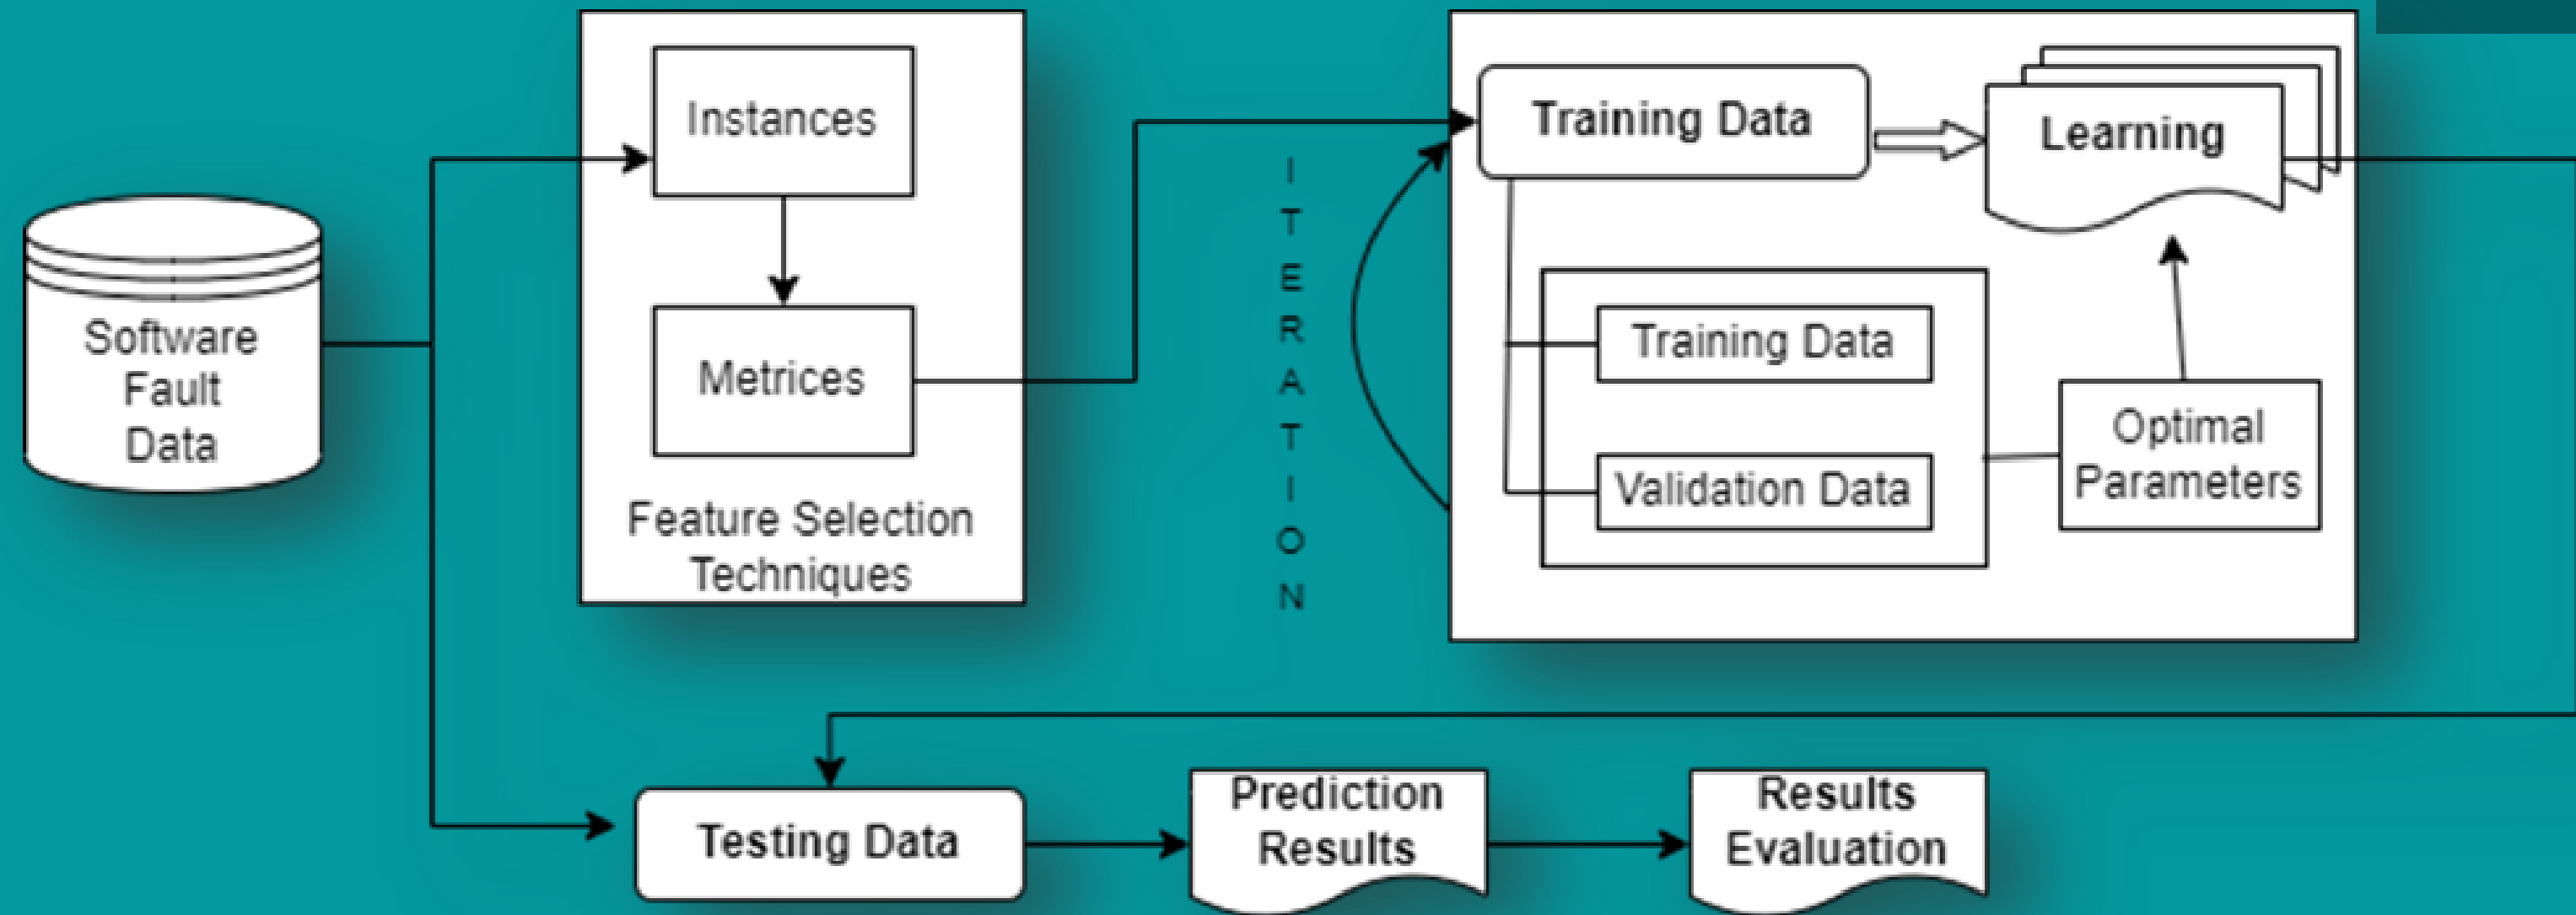 Software
Fault
Data
Instances
Metrices
Feature Selection
Techniques
I
T
E
R
A
T
I
O
N
Training Data
Learning
Training Data
Validation Data
Optimal
Parameters
Testing Data
Prediction
Results
Results
Evaluation